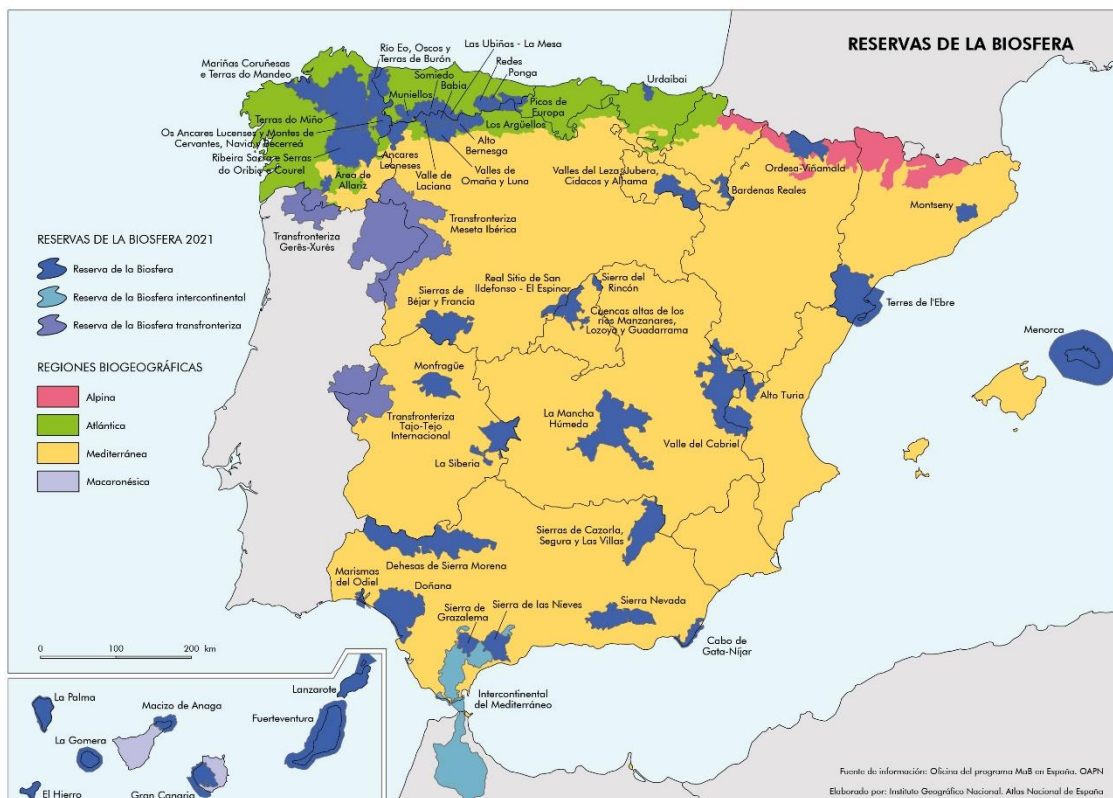 RESERVAS DE LA BIOSFERA
Mariñas Coruñesas
e Terras do Mandeo
Río Eo, Oscos y
Terras de Burón
Las Ubiñas - La Mesa
Somiedo
Babia
Redes
Ponga
Urdaibai
Muniellos
Picos de
Europa
Terras do Miño
Los Argüellos
Os Ancares Lucenses y Montes de
Cervantes, Navia y Becerreá
Alto
Bernesga
Ribeira Sacra e Serras
do Oribio e Courel
Ancares
Leoneses
Área de
Allariz
Valle de
Laciana
Valles de
Omaña y Luna
Valles del Leza, Jubera,
Cidacos y Alhama
Bardenas Reales
Ordesa-Viñamala
Montseny
Transfronteriza
Gerês-Xurés
Transfronteriza
Meseta Ibérica
RESERVAS DE LA BIOSFERA 2021
Reserva de la Biosfera
Reserva de la Biosfera intercontinental
Reserva de la Biosfera transfronteriza
REGIONES BIOGEOGRÁFICAS
Alpina
Atlántica
Mediterránea
Macaronésica
Sierras de
Béjar y Francia
Real Sitio de San
Ildefonso - El Espinar
Sierra del
Rincón
Cuencas altas de los
ríos Manzanares,
Lozoya y Guadarrama
Terres de l'Ebre
Menorca
Monfragüe
Transfronteriza
Tajo-Tejo
Internacional
La Mancha
Húmeda
Alto Turia
Valle del Cabriel
La Siberia
Sierras de Cazorla,
Segura y Las Villas
Dehesas de Sierra Morena
Marismas
del Odiel
Doñana
Sierra de
Grazalema
Sierra de las Nieves
Sierra Nevada
Cabo de
Gata-Níjar
Intercontinental
del Mediterráneo
0 100 200 km
La Palma
Macizo de Anaga
Lanzarote
La Gomera
Fuerteventura
El Hierro
Gran Canaria
Fuente de información: Oficina del programa MaB en España. OAPN
Elaborado por: Instituto Geográfico Nacional. Atlas Nacional de España